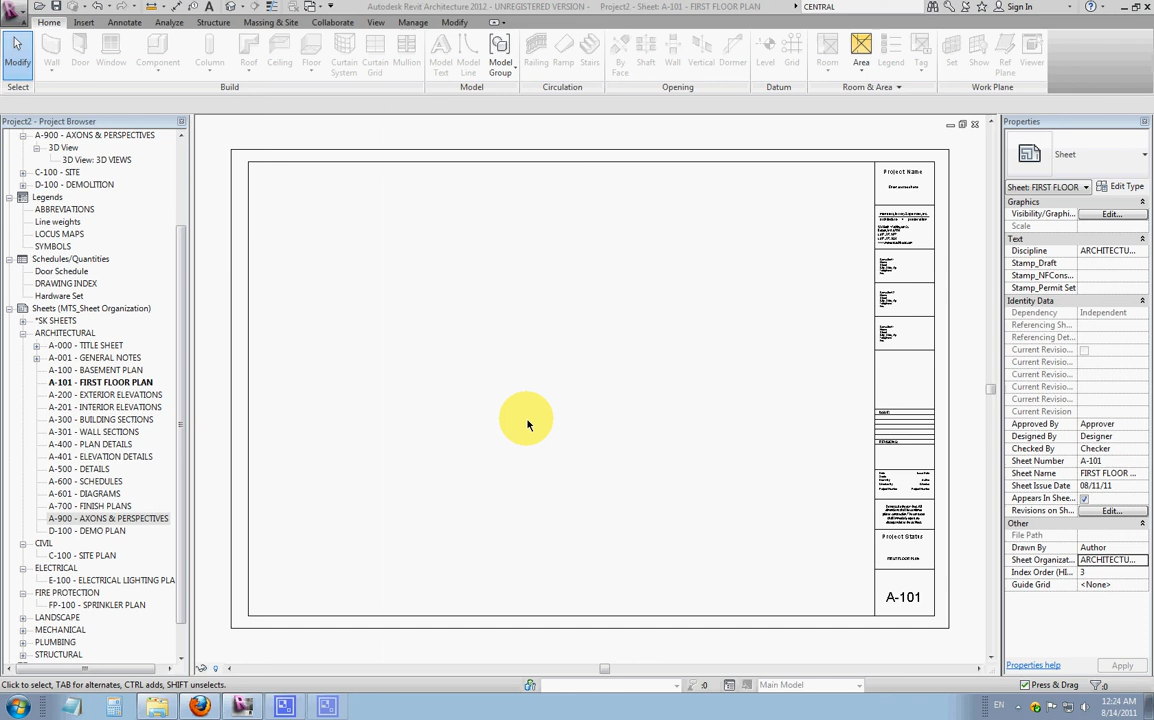 Autodesk Revit Architecture 2012 - UNREGISTERED VERSION - Project2 - Sheet: A-101 - FIRST FLOOR PLAN
CENTRAL
Sign In
Home Insert Annotate Analyze Structure Massing & Site Collaborate View Manage Modify
Modify Wall Door Window Component Column Roof Ceiling Floor Curtain System Curtain Grid Mullion Model Text Model Line Model Group Railing Ramp Stairs By Face Shaft Wall Vertical Dormer Level Grid Room Area Legend Tag Set Show Ref Plane Viewer
Select Build Model Circulation Opening Datum Room & Area Work Plane
Project2 - Project Browser
A-900 - AXONS & PERSPECTIVES
3D View
3D View: 3D VIEWS
C-100 - SITE
D-100 - DEMOLITION
Legends
ABBREVIATIONS
Line weights
LOCUS MAPS
SYMBOLS
Schedules/Quantities
Door Schedule
DRAWING INDEX
Hardware Set
Sheets (MTS_Sheet Organization)
*SK SHEETS
ARCHITECTURAL
A-000 - TITLE SHEET
A-001 - GENERAL NOTES
A-100 - BASEMENT PLAN
A-101 - FIRST FLOOR PLAN
A-200 - EXTERIOR ELEVATIONS
A-201 - INTERIOR ELEVATIONS
A-300 - BUILDING SECTIONS
A-301 - WALL SECTIONS
A-400 - PLAN DETAILS
A-401 - ELEVATION DETAILS
A-500 - DETAILS
A-600 - SCHEDULES
A-601 - DIAGRAMS
A-700 - FINISH PLANS
A-900 - AXONS & PERSPECTIVES
D-100 - DEMO PLAN
CIVIL
C-100 - SITE PLAN
ELECTRICAL
E-100 - ELECTRICAL LIGHTING PLA
FIRE PROTECTION
FP-100 - SPRINKLER PLAN
LANDSCAPE
MECHANICAL
PLUMBING
STRUCTURAL
Project Name
Project Status
FIRST FLOOR PLAN
A-101
Properties
Sheet
Sheet: FIRST FLOOR
Edit Type
Graphics
Visibility/Graphi... Edit...
Scale
Text
Discipline ARCHITECTU...
Stamp_Draft
Stamp_NFCons...
Stamp_Permit Set
Identity Data
Dependency Independent
Referencing Sh...
Referencing Det...
Current Revisio...
Current Revisio...
Current Revisio...
Current Revisio...
Current Revisio...
Current Revision
Approved By Approver
Designed By Designer
Checked By Checker
Sheet Number A-101
Sheet Name FIRST FLOOR ...
Sheet Issue Date 08/11/11
Appears In Shee...
Revisions on Sh... Edit...
Other
File Path
Drawn By Author
Sheet Organizat... ARCHITECTU...
Index Order (HI... 3
Guide Grid <None>
Properties help
Apply
Click to select, TAB for alternates, CTRL adds, SHIFT unselects.
:0
Main Model
Press & Drag
:0
EN
12:24 AM
8/14/2011